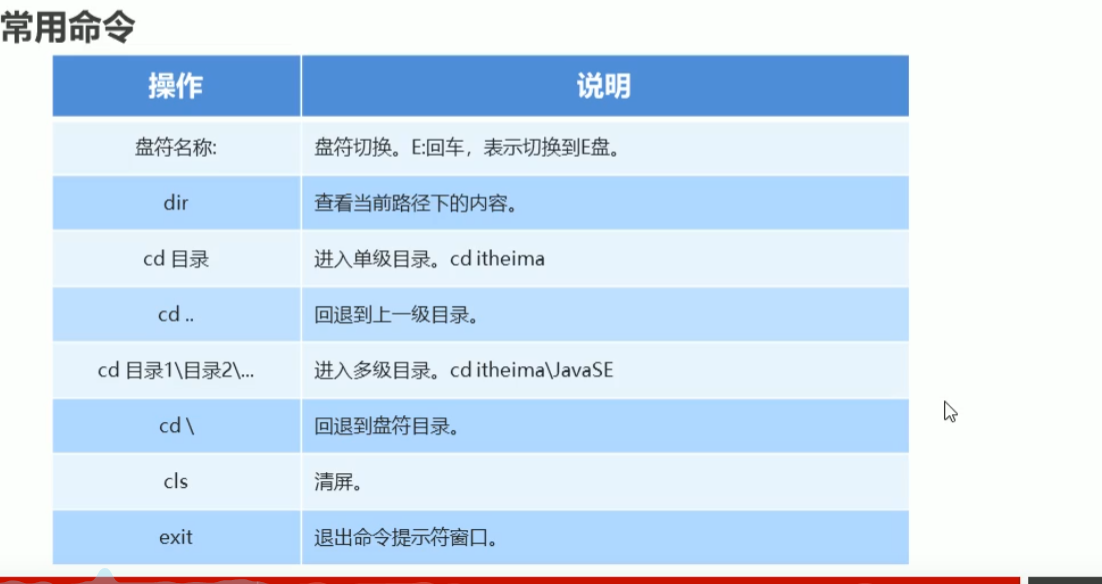 常用命令
操作 说明
盘符名称: 盘符切换。E:回车，表示切换到E盘。
dir 查看当前路径下的内容。
cd 目录 进入单级目录。cd itheima
cd .. 回退到上一级目录。
cd 目录1\目录2\... 进入多级目录。cd itheima\JavaSE
cd \ 回退到盘符目录。
cls 清屏。
exit 退出命令提示符窗口。